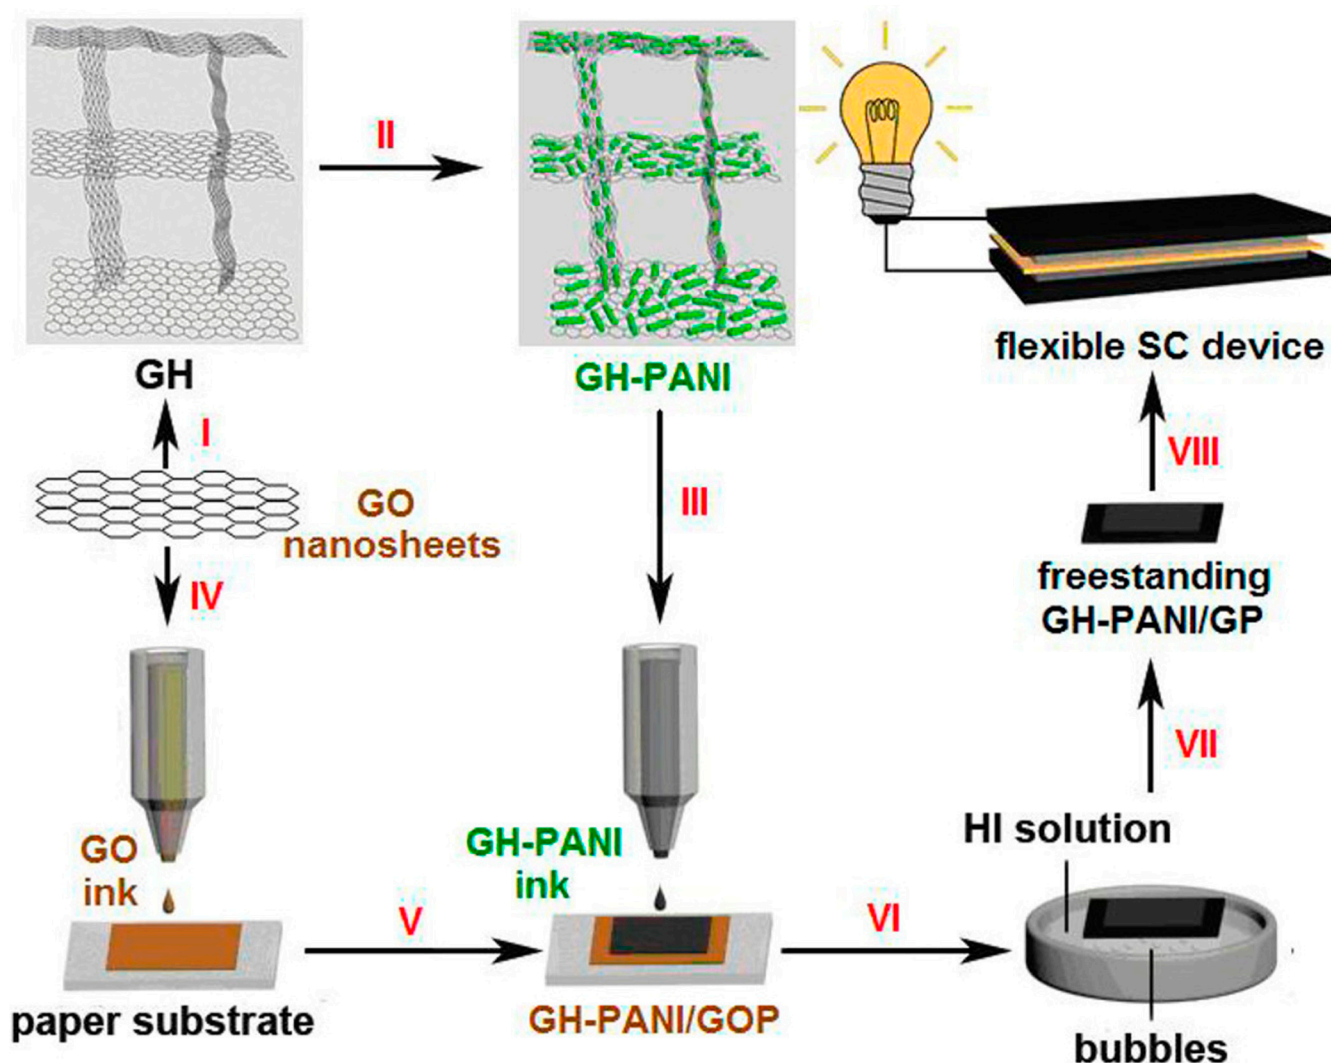 II
GH
GH-PANI
flexible SC device
I
GO
nanosheets
III
VIII
IV
freestanding
GH-PANI/GP
VII
GO
ink
GH-PANI
ink
HI solution
V
VI
paper substrate
GH-PANI/GOP
bubbles